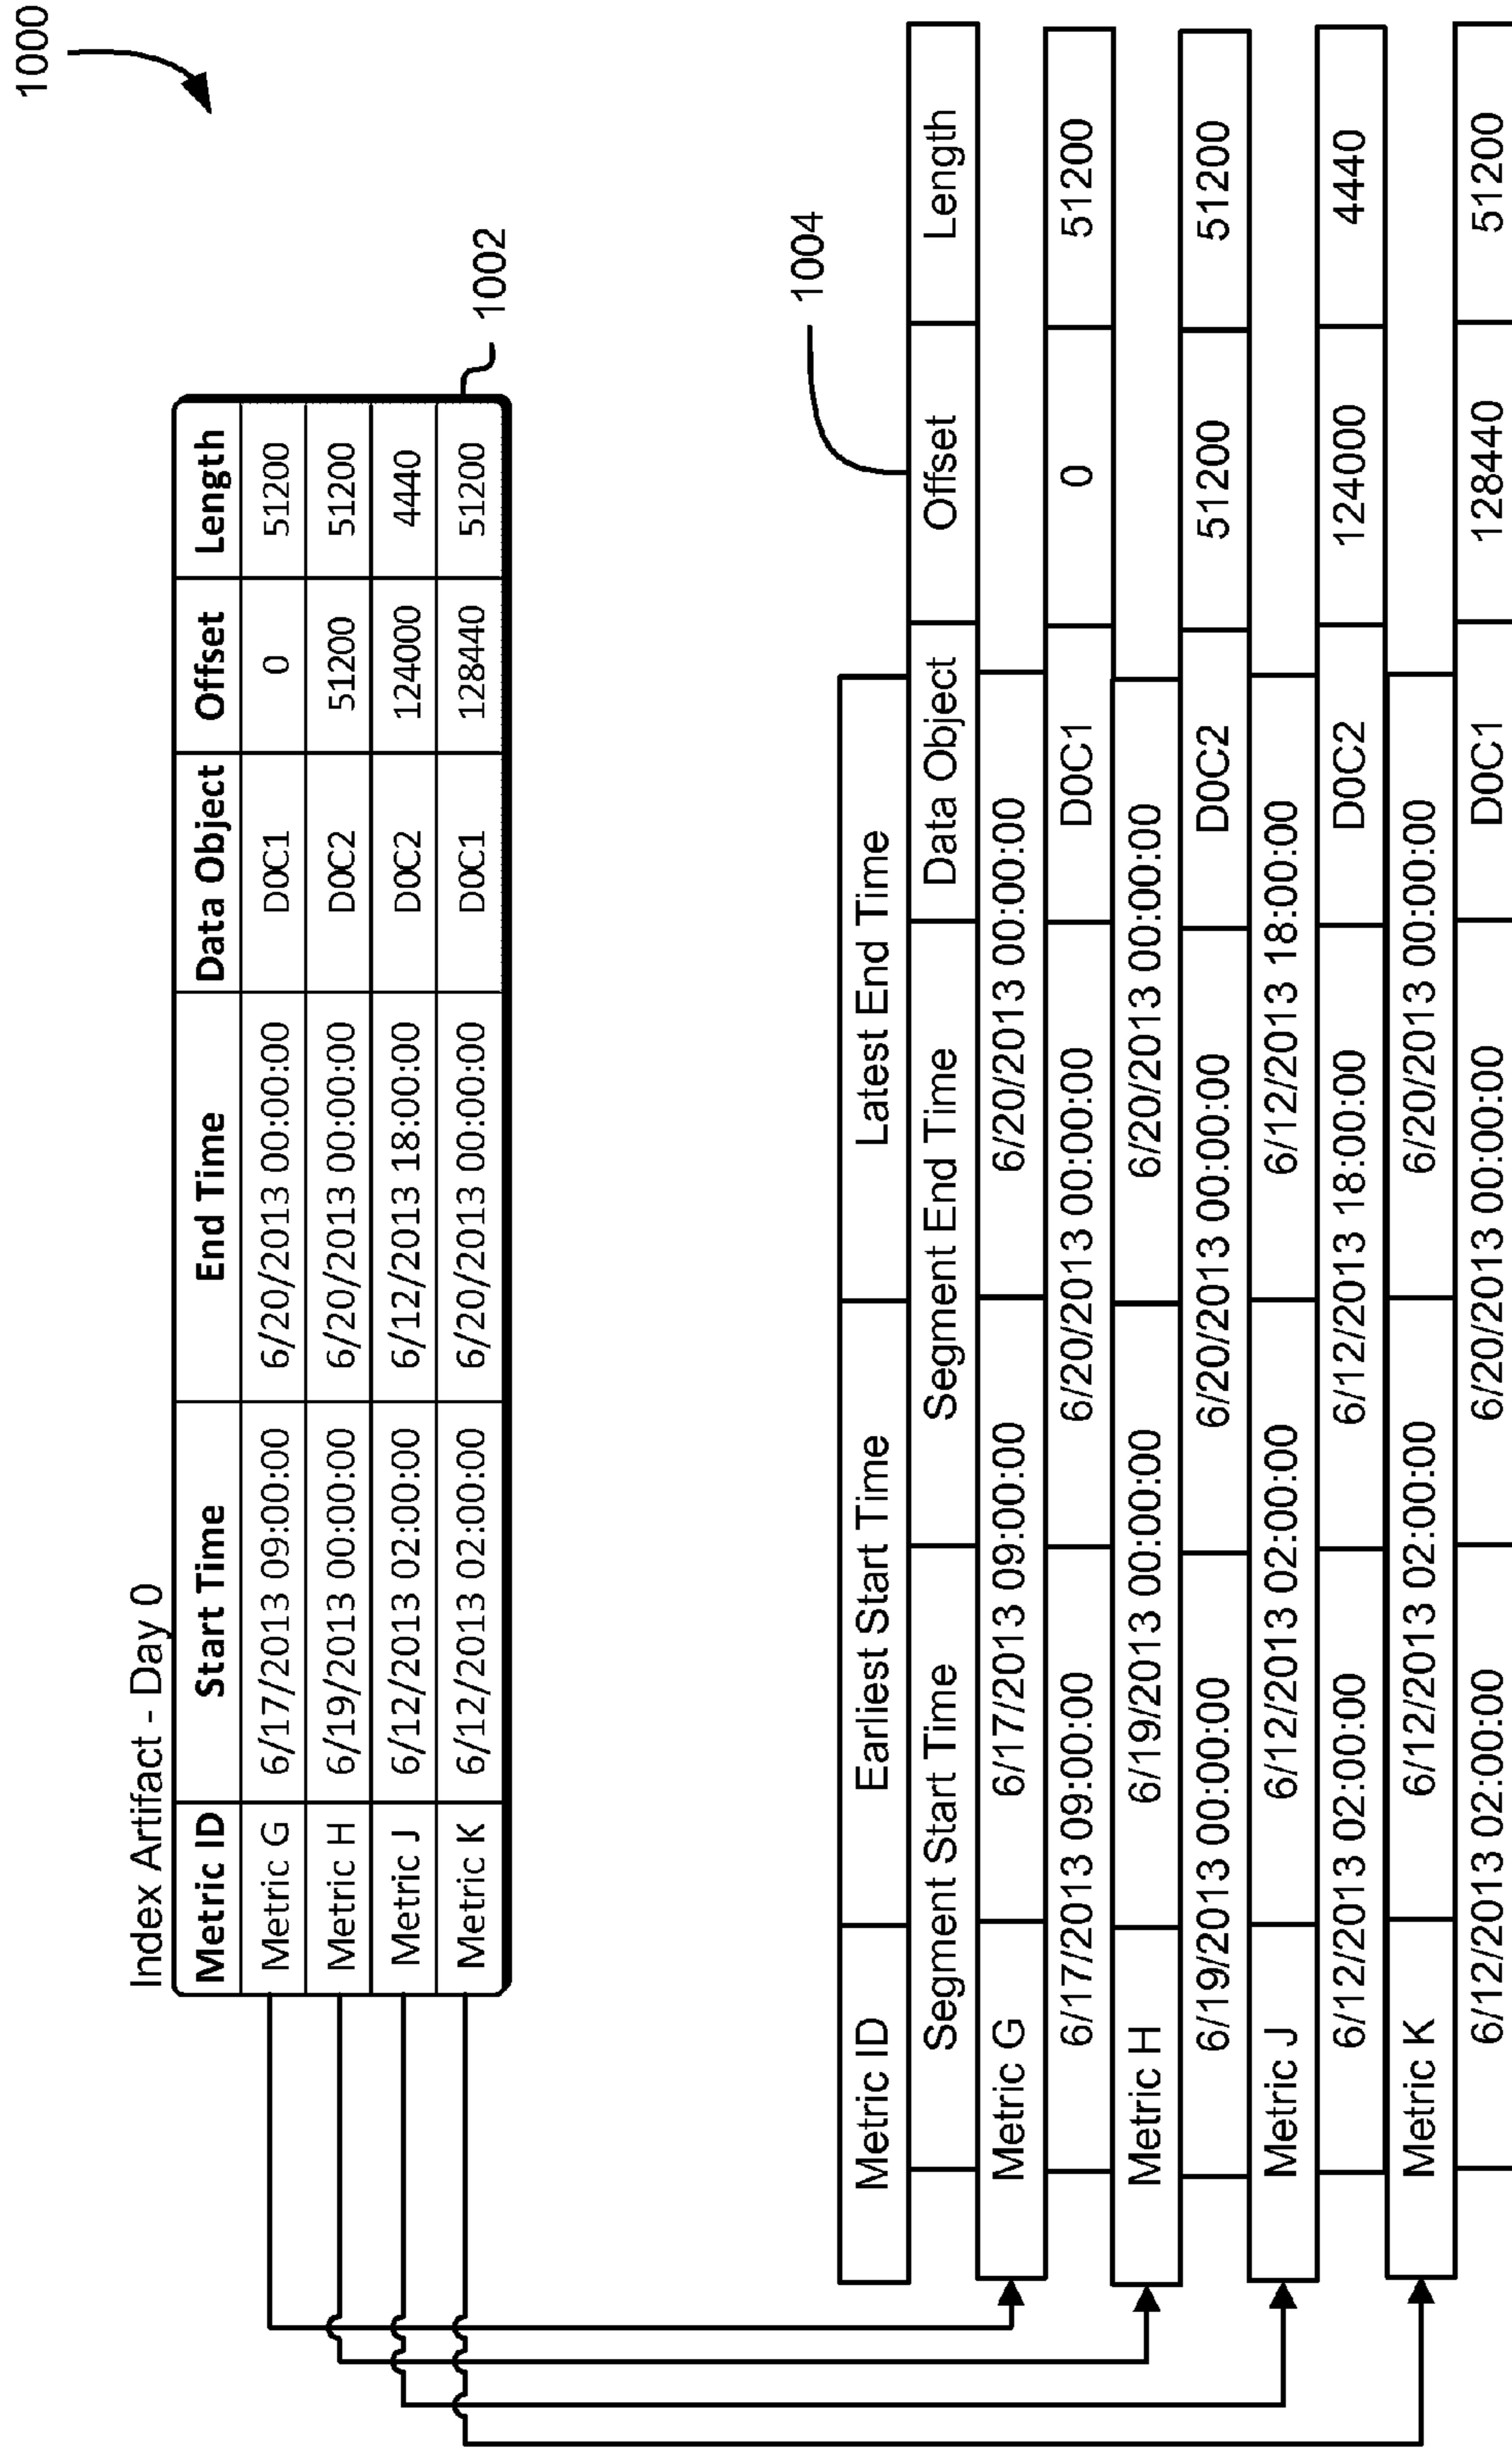 1000
Index Artifact - Day 0
Metric ID Start Time End Time Data Object Offset Length
Metric G 6/17/2013 09:00:00 6/20/2013 00:00:00 D0C1 0 51200
Metric H 6/19/2013 00:00:00 6/20/2013 00:00:00 D0C2 51200 51200
Metric J 6/12/2013 02:00:00 6/12/2013 18:00:00 D0C2 124000 4440
Metric K 6/12/2013 02:00:00 6/20/2013 00:00:00 D0C1 128440 51200
1002
1004
Metric ID Earliest Start Time Latest End Time
Segment Start Time Segment End Time Data Object Offset Length
Metric G 6/17/2013 09:00:00 6/20/2013 00:00:00
6/17/2013 09:00:00 6/20/2013 00:00:00 D0C1 0 51200
Metric H 6/19/2013 00:00:00 6/20/2013 00:00:00
6/19/2013 00:00:00 6/20/2013 00:00:00 D0C2 51200 51200
Metric J 6/12/2013 02:00:00 6/12/2013 18:00:00
6/12/2013 02:00:00 6/12/2013 18:00:00 D0C2 124000 4440
Metric K 6/12/2013 02:00:00 6/20/2013 00:00:00
6/12/2013 02:00:00 6/20/2013 00:00:00 D0C1 128440 51200